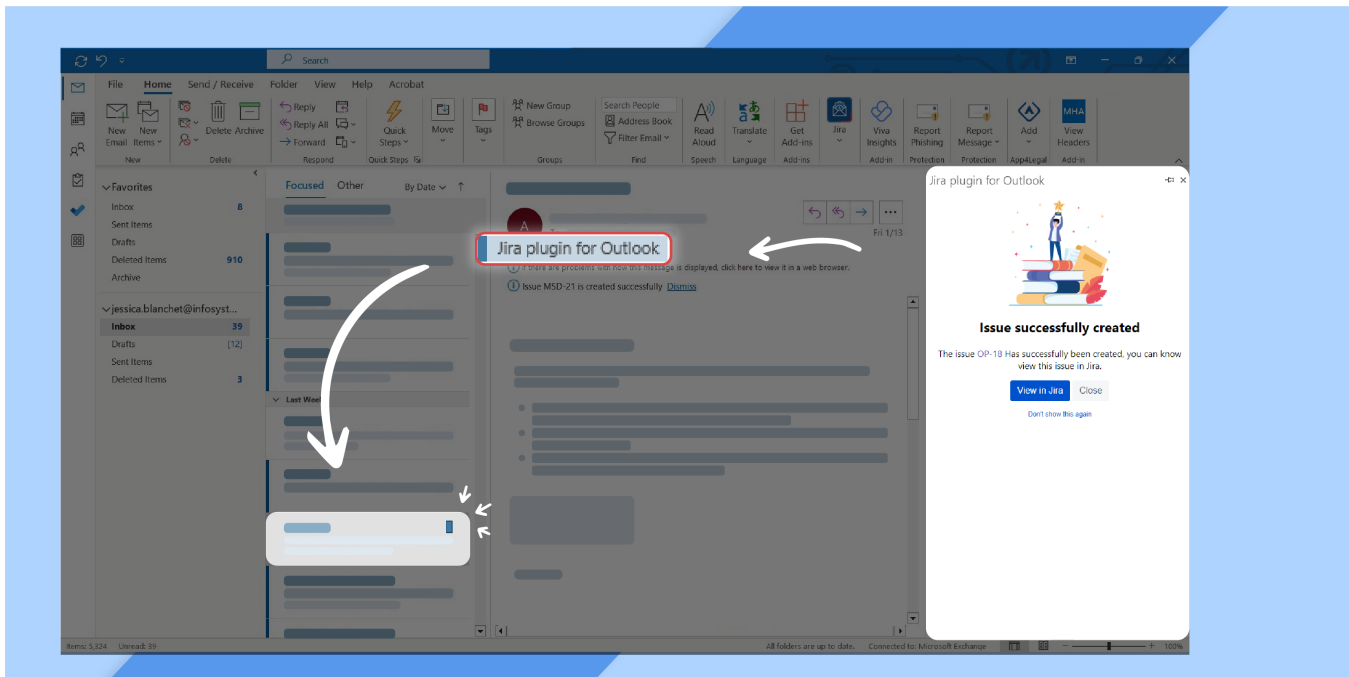 Search
File Home Send / Receive Folder View Help Acrobat
New Email
New Items
Delete Archive
Reply
Reply All
Forward
Quick Steps
Move
Tags
New Group
Browse Groups
Search People
Address Book
Filter Email
Read Aloud
Translate
Get Add-ins
Jira
Viva Insights
Report Phishing
Report Message
Add
MHA
View Headers
New Delete Respond Quick Steps Groups Find Speech Language Add-ins Add-in Protection Protection App4Legal Add-in
Favorites
Inbox 8
Sent Items
Drafts
Deleted Items 910
Archive
jessica.blanchet@infosyst...
Inbox 39
Drafts [12]
Sent Items
Deleted Items 3
Focused Other By Date
A
Fri 1/13
Jira plugin for Outlook
If there are problems with how this message is displayed, click here to view it in a web browser.
Issue MSD-21 is created successfully Dismiss
Jira plugin for Outlook
Issue successfully created
The issue OP-18 Has successfully been created, you can know
view this issue in Jira.
View in Jira Close
Don't show this again
Items: 5,324 Unread: 39
All folders are up to date. Connected to: Microsoft Exchange 100%